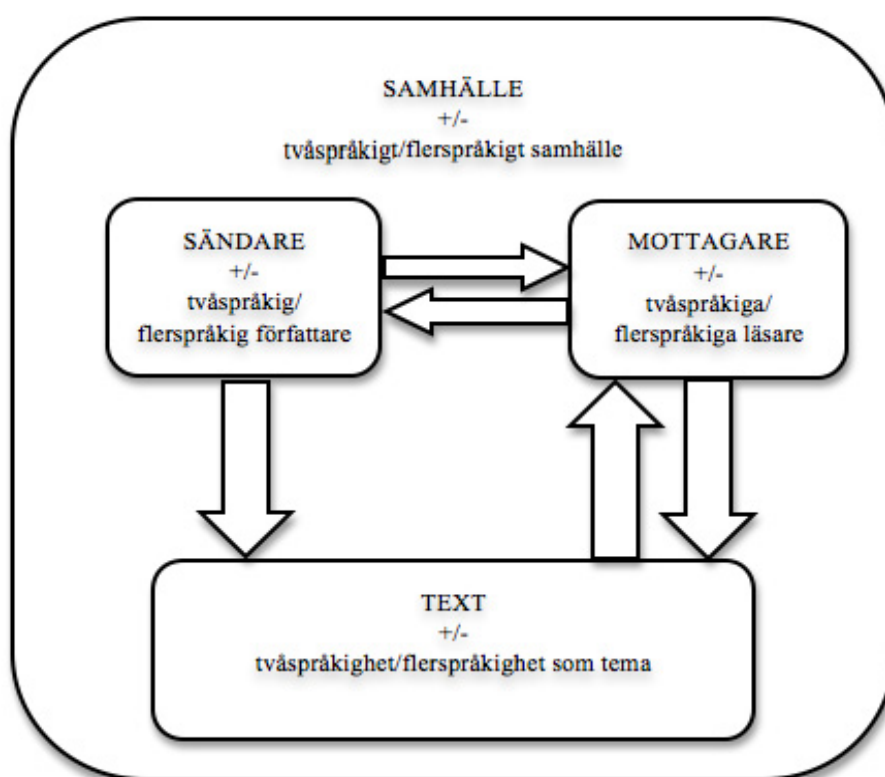 SAMHÄLLE
+/-
tvåspråkigt/flerspråkigt samhälle
SÄNDARE
+/-
tvåspråkig/
flerspråkig författare
MOTTAGARE
+/-
tvåspråkiga/
flerspråkiga läsare
TEXT
+/-
tvåspråkighet/flerspråkighet som tema